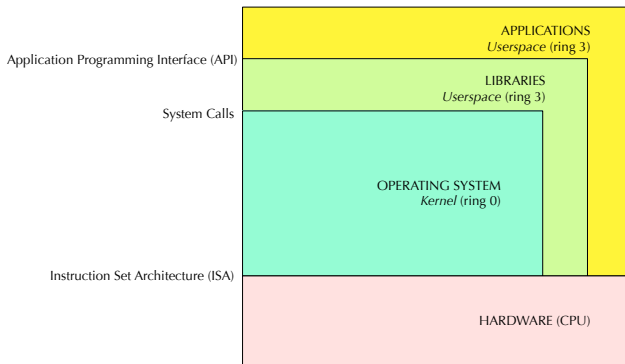 APPLICATIONS
Userspace (ring 3)
Application Programming Interface (API)
LIBRARIES
Userspace (ring 3)
System Calls
OPERATING SYSTEM
Kernel (ring 0)
Instruction Set Architecture (ISA)
HARDWARE (CPU)